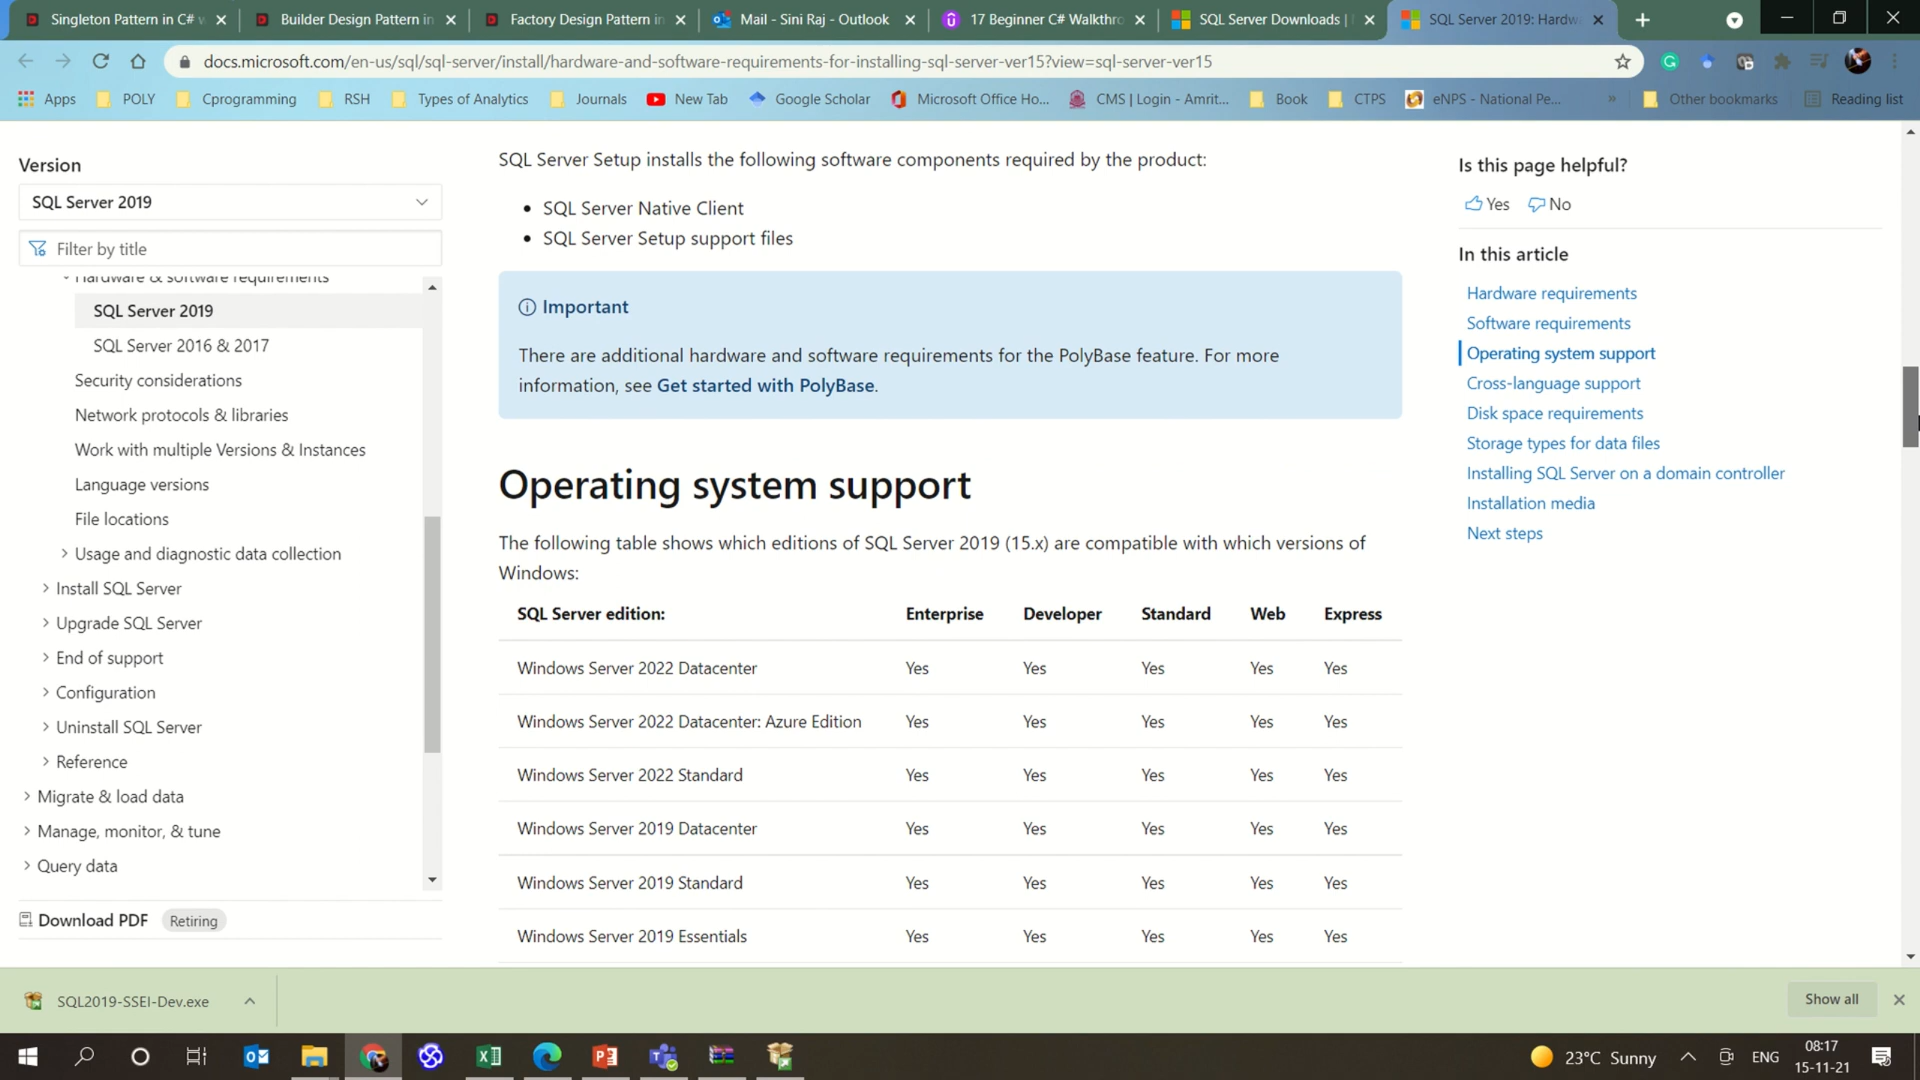 Singleton Pattern in C# w
Builder Design Pattern in
Factory Design Pattern in
Mail - Sini Raj - Outlook
17 Beginner C# Walkthro
SQL Server Downloads |
SQL Server 2019: Hardw
docs.microsoft.com/en-us/sql/sql-server/install/hardware-and-software-requirements-for-installing-sql-server-ver15?view=sql-server-ver15
Apps
POLY
Cprogramming
RSH
Types of Analytics
Journals
New Tab
Google Scholar
Microsoft Office Ho...
CMS | Login - Amrit...
Book
CTPS
eNPS - National Pe...
»
Other bookmarks
Reading list
Version
SQL Server 2019
Filter by title
Hardware & software requirements
SQL Server 2019
SQL Server 2016 & 2017
Security considerations
Network protocols & libraries
Work with multiple Versions & Instances
Language versions
File locations
Usage and diagnostic data collection
Install SQL Server
Upgrade SQL Server
End of support
Configuration
Uninstall SQL Server
Reference
Migrate & load data
Manage, monitor, & tune
Query data
Download PDF Retiring
SQL Server Setup installs the following software components required by the product:
• SQL Server Native Client
• SQL Server Setup support files
Important
There are additional hardware and software requirements for the PolyBase feature. For more
information, see Get started with PolyBase.
Operating system support
The following table shows which editions of SQL Server 2019 (15.x) are compatible with which versions of
Windows:
SQL Server edition: Enterprise Developer Standard Web Express
Windows Server 2022 Datacenter Yes Yes Yes Yes Yes
Windows Server 2022 Datacenter: Azure Edition Yes Yes Yes Yes Yes
Windows Server 2022 Standard Yes Yes Yes Yes Yes
Windows Server 2019 Datacenter Yes Yes Yes Yes Yes
Windows Server 2019 Standard Yes Yes Yes Yes Yes
Windows Server 2019 Essentials Yes Yes Yes Yes Yes
Is this page helpful?
Yes No
In this article
Hardware requirements
Software requirements
Operating system support
Cross-language support
Disk space requirements
Storage types for data files
Installing SQL Server on a domain controller
Installation media
Next steps
SQL2019-SSEI-Dev.exe
Show all
23°C Sunny
ENG
08:17
15-11-21